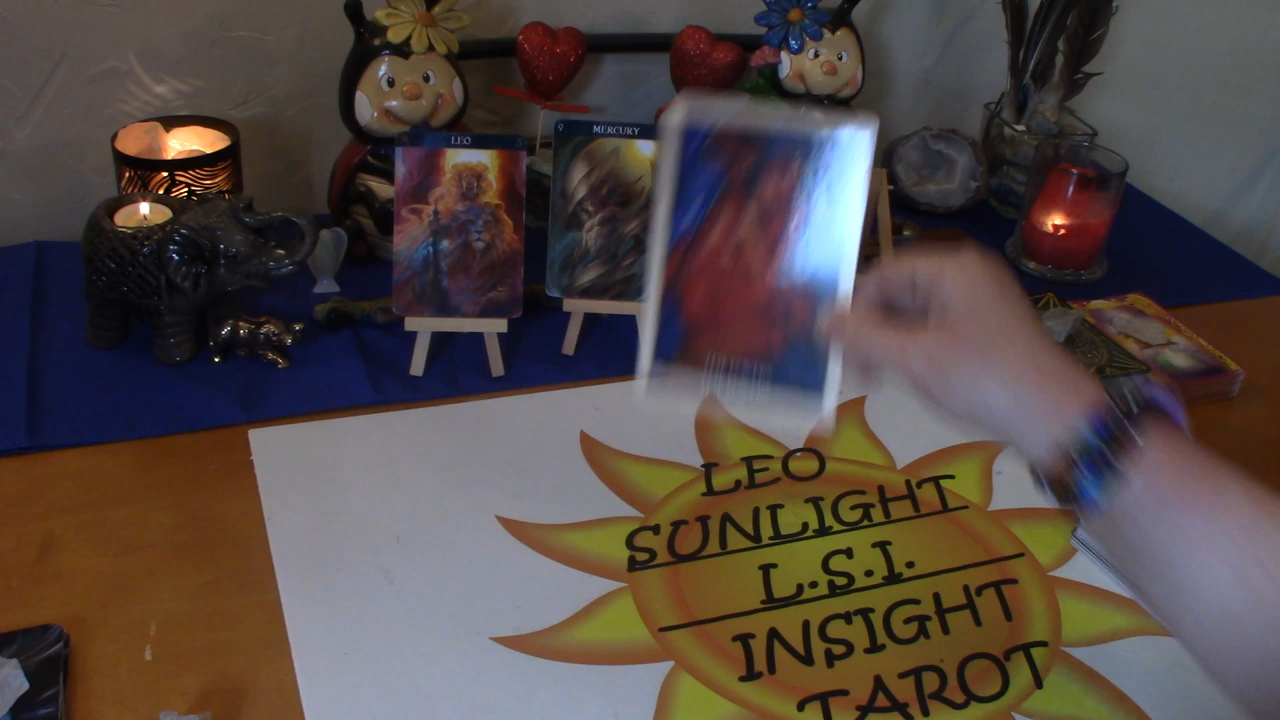 LEO
MERCURY
LEO
SUNLIGHT
L.S.I.
INSIGHT
TAROT